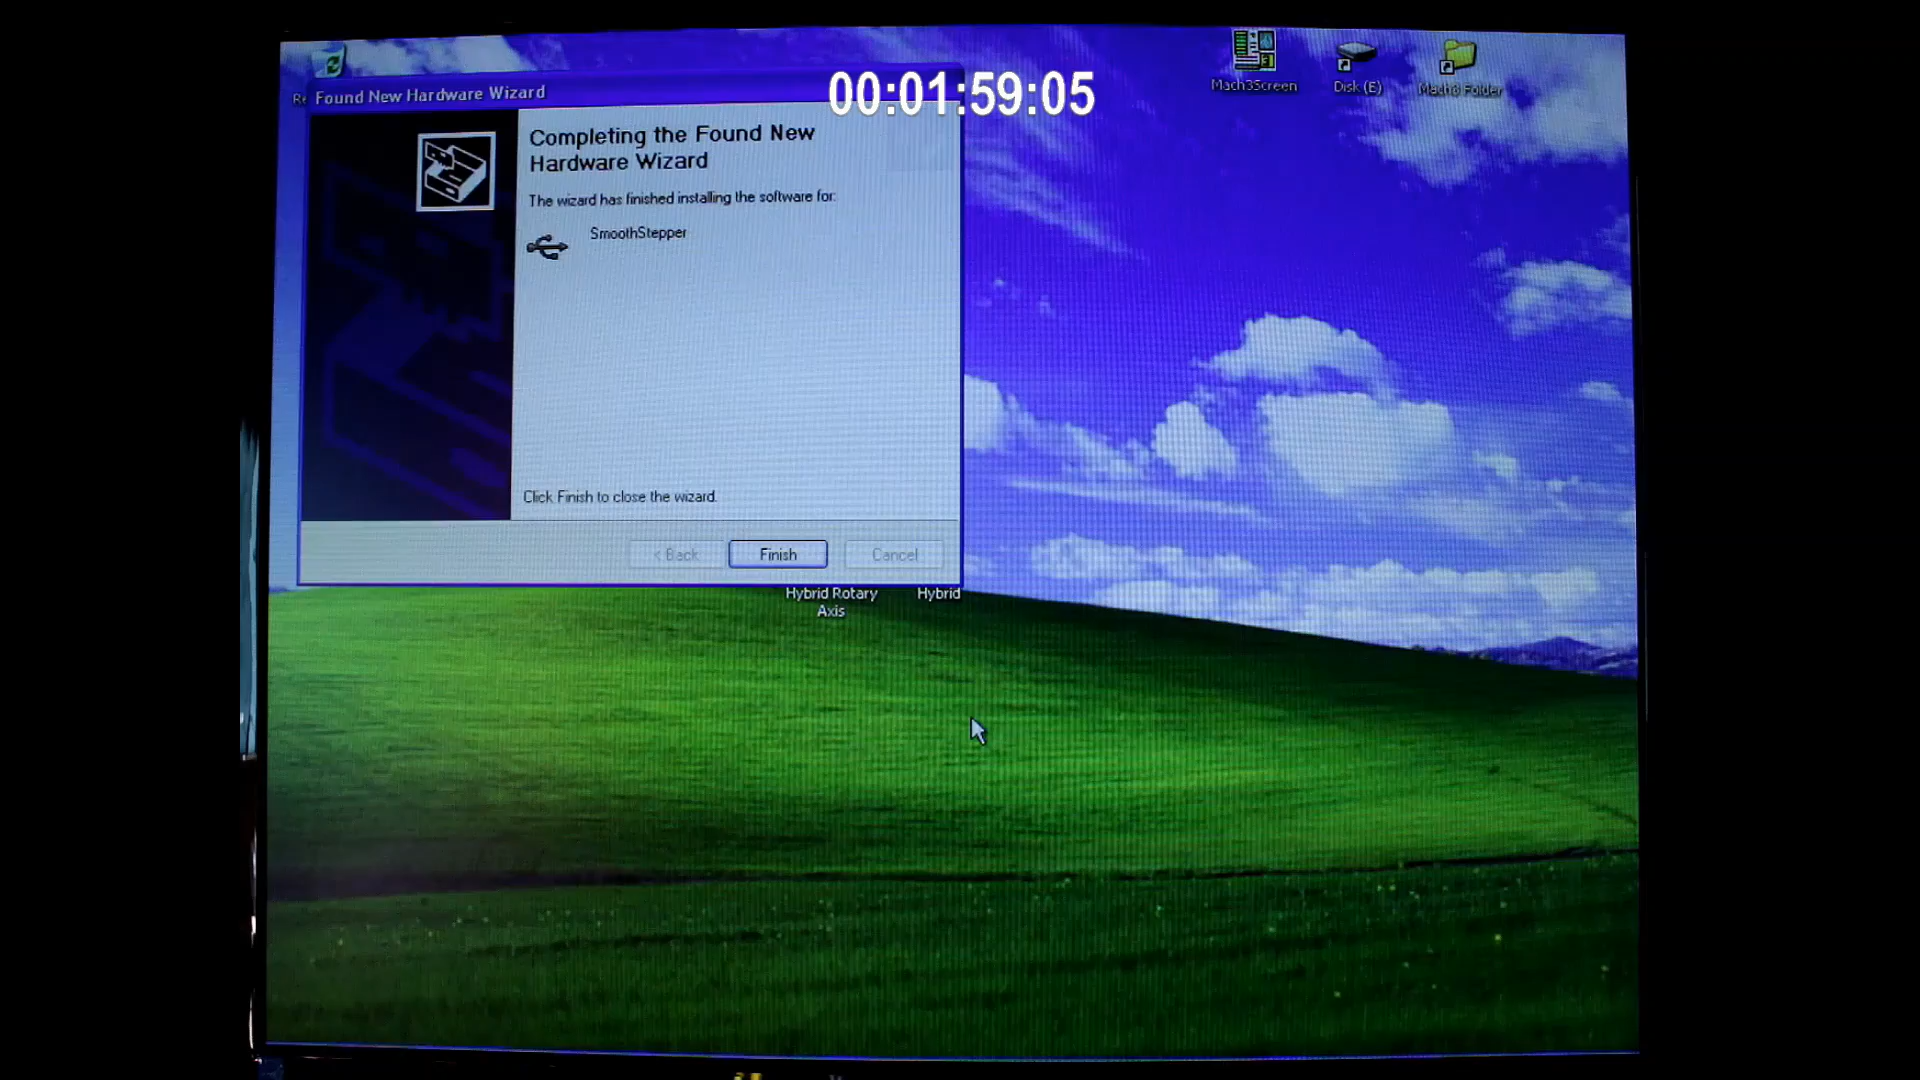 00:01:59:05
Mach3Screen
Disk (E)
Mach3 Folder
Found New Hardware Wizard
Completing the Found New
Hardware Wizard
The wizard has finished installing the software for:
SmoothStepper
Click Finish to close the wizard.
< Back
Finish
Cancel
Hybrid Rotary
Axis
Hybrid